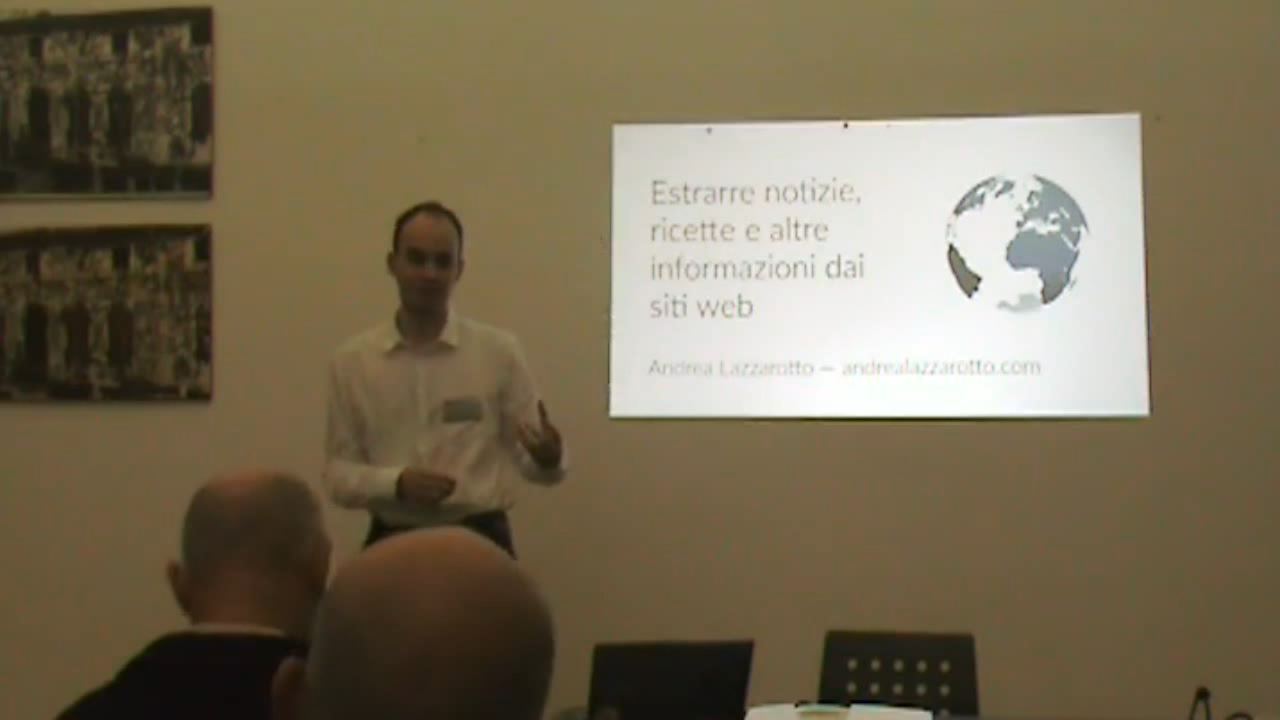 Estrarre notizie,
ricette e altre
informazioni dai
siti web
Andrea Lazzarotto — andrealazzarotto.com